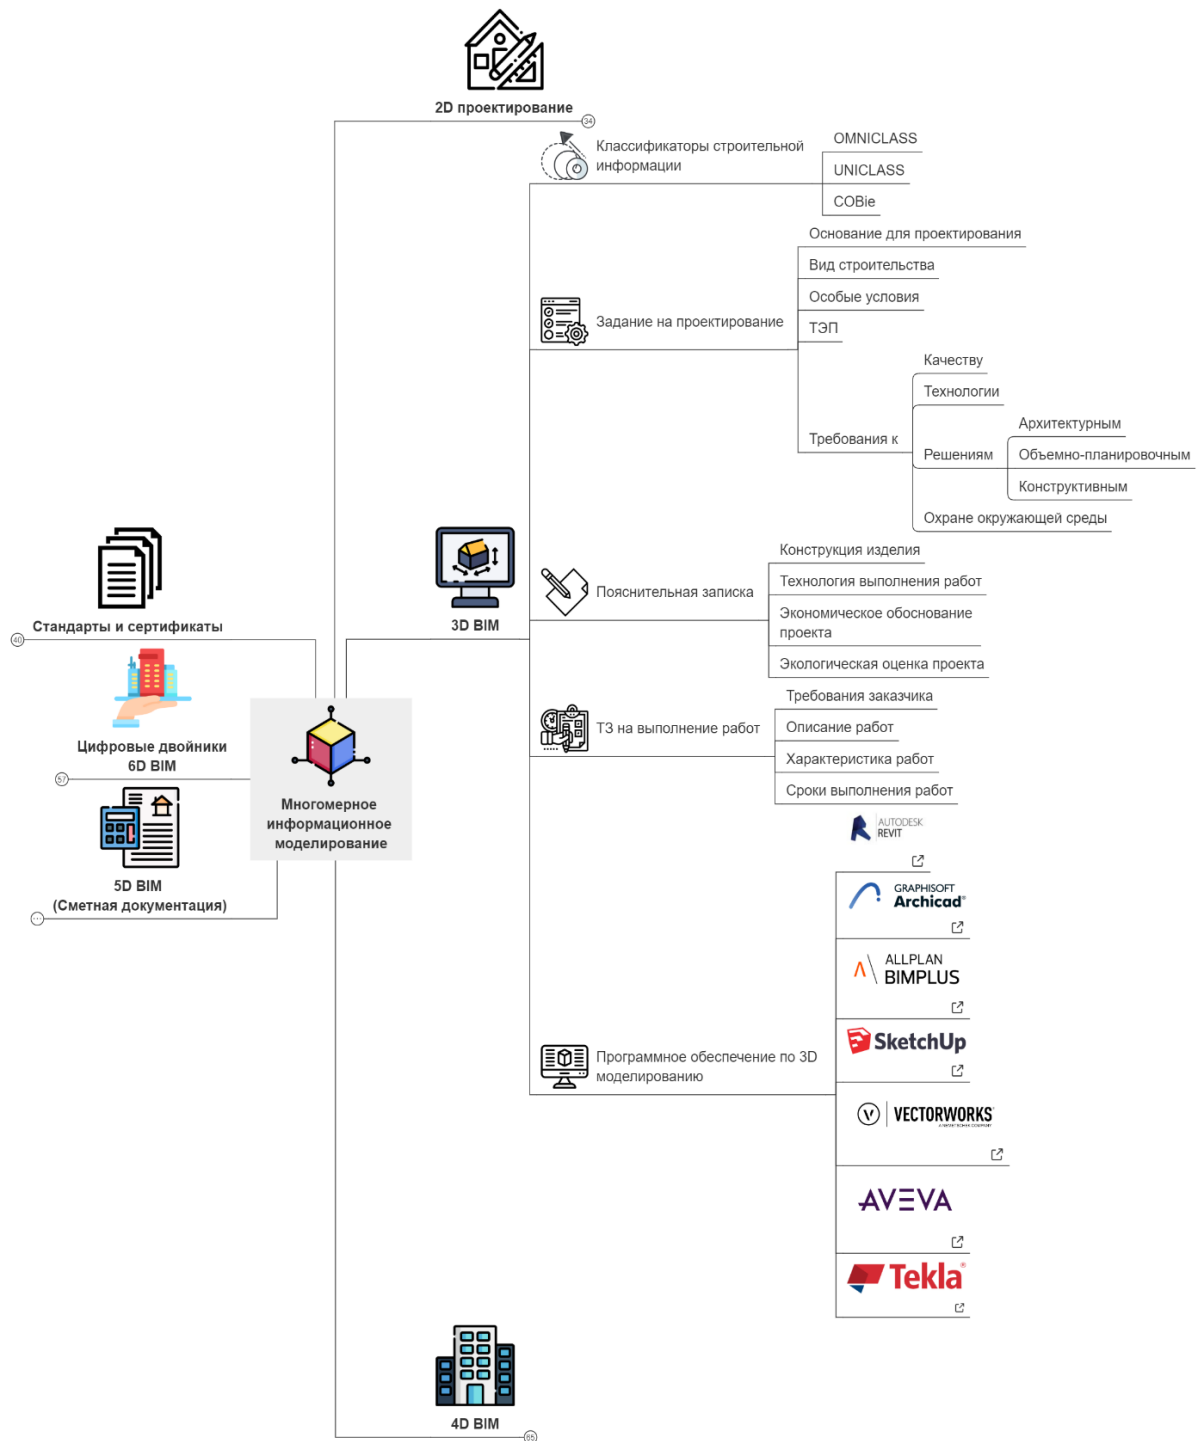 2D проектирование
34
Классификаторы строительной
информации
OMNICLASS
UNICLASS
COBie
Задание на проектирование
Основание для проектирования
Вид строительства
Особые условия
ТЭП
Требования к
Качеству
Технологии
Решениям
Архитектурным
Объемно-планировочным
Конструктивным
Охране окружающей среды
3D BIM
Пояснительная записка
Конструкция изделия
Технология выполнения работ
Экономическое обоснование
проекта
Экологическая оценка проекта
ТЗ на выполнение работ
Требования заказчика
Описание работ
Характеристика работ
Сроки выполнения работ
Программное обеспечение по 3D
моделированию
AUTODESK
REVIT
GRAPHISOFT
Archicad
ALLPLAN
BIMPLUS
SketchUp
VECTORWORKS
AVEVA
Tekla
4D BIM
65
Стандарты и сертификаты
40
Цифровые двойники
6D BIM
57
5D BIM
(Сметная документация)
Многомерное
информационное
моделирование